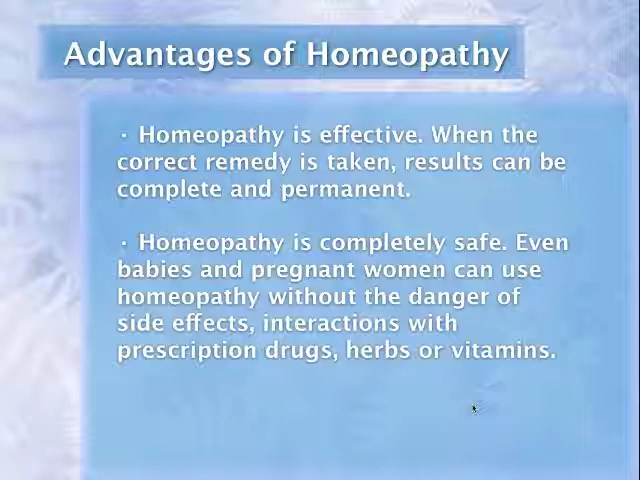 Advantages of Homeopathy
· Homeopathy is effective. When the
correct remedy is taken, results can be
complete and permanent.
· Homeopathy is completely safe. Even
babies and pregnant women can use
homeopathy without the danger of
side effects, interactions with
prescription drugs, herbs or vitamins.